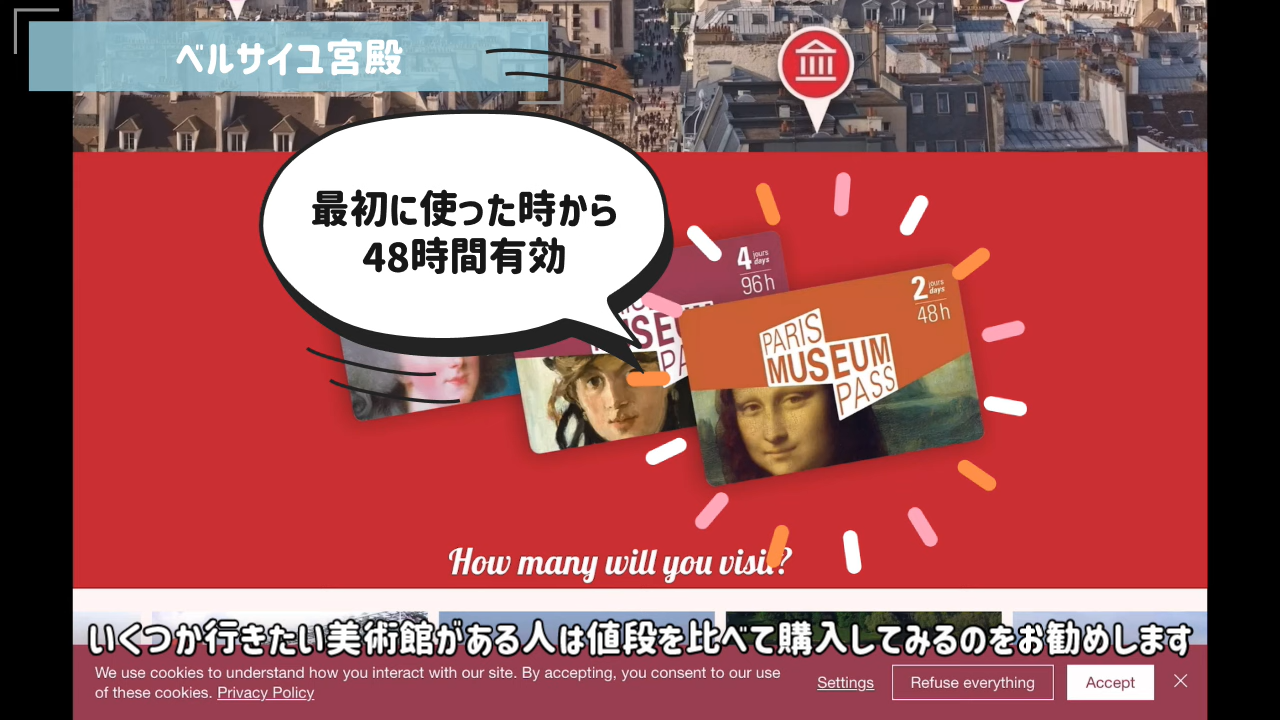 ベルサイユ宮殿
最初に使った時から
48時間有効
4 jours days
96h
2 jours days
48h
PARIS
MUSEUM
PASS
How many will you visit?
いくつか行きたい美術館がある人は値段を比べて購入してみるのをお勧めします
We use cookies to understand how you interact with our site. By accepting, you consent to our use
of these cookies. Privacy Policy
Settings
Refuse everything
Accept